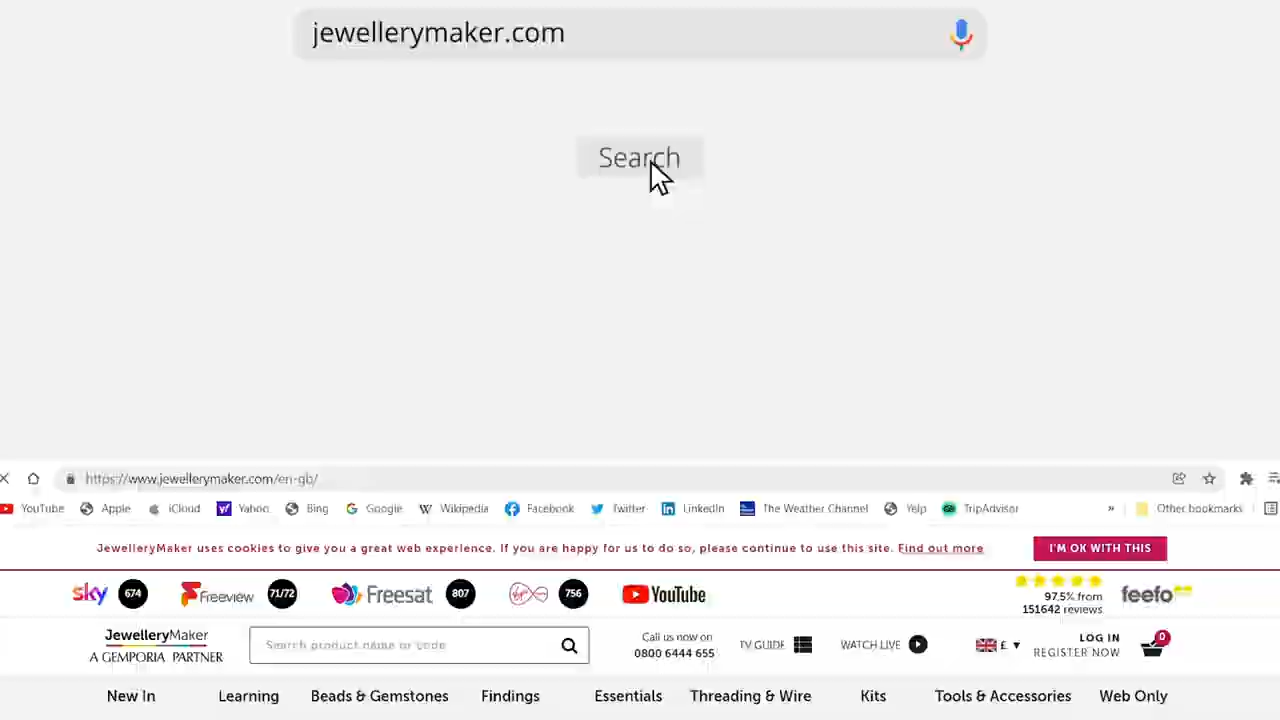 jewellerymaker.com
Search
https://www.jewellerymaker.com/en-gb/
YouTube Apple iCloud Yahoo Bing Google Wikipedia Facebook Twitter LinkedIn The Weather Channel Yelp TripAdvisor » Other bookmarks
JewelleryMaker uses cookies to give you a great web experience. If you are happy for us to do so, please continue to use this site. Find out more I'M OK WITH THIS
sky 674 Freeview 71/72 Freesat 807 Virgin 756 YouTube 97.5% from 151642 reviews feefo
JewelleryMaker
A GEMPORIA PARTNER
Search product name or code
Call us now on
0800 6444 655
TV GUIDE WATCH LIVE £ LOG IN 0
REGISTER NOW
New In Learning Beads & Gemstones Findings Essentials Threading & Wire Kits Tools & Accessories Web Only